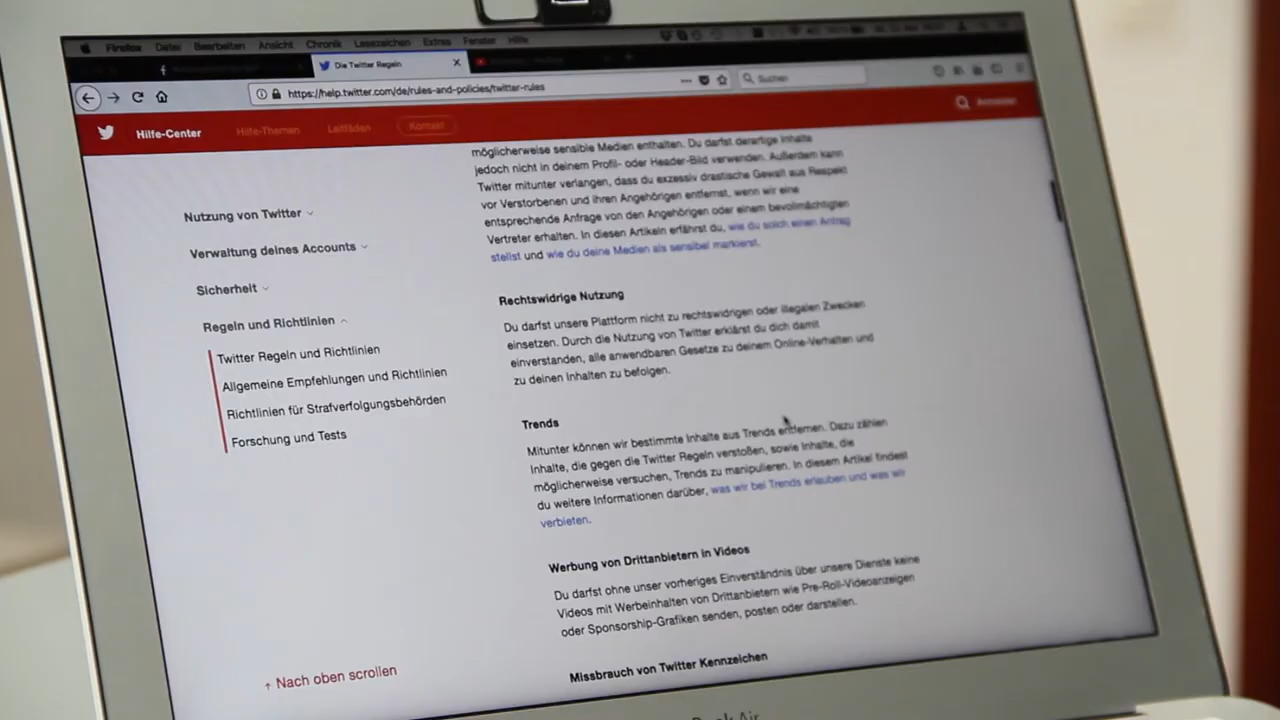 Firefox Datei Bearbeiten Ansicht Chronik Lesezeichen Extras Fenster Hilfe
Die Twitter Regeln
https://help.twitter.com/de/rules-and-policies/twitter-rules
Suchen
Hilfe-Center Hilfe-Themen Leitfäden Kontakt Anmelden
Nutzung von Twitter
Verwaltung deines Accounts
Sicherheit
Regeln und Richtlinien
Twitter Regeln und Richtlinien
Allgemeine Empfehlungen und Richtlinien
Richtlinien für Strafverfolgungsbehörden
Forschung und Tests
↑ Nach oben scrollen
möglicherweise sensible Medien enthalten. Du darfst derartige Inhalte
jedoch nicht in deinem Profil- oder Header-Bild verwenden. Außerdem kann
Twitter mitunter verlangen, dass du exzessiv drastische Gewalt aus Respekt
vor Verstorbenen und ihren Angehörigen entfernst, wenn wir eine
entsprechende Anfrage von den Angehörigen oder einem bevollmächtigten
Vertreter erhalten. In diesen Artikeln erfährst du, wie du solch einen Antrag
stellst und wie du deine Medien als sensibel markierst.
Rechtswidrige Nutzung
Du darfst unsere Plattform nicht zu rechtswidrigen oder illegalen Zwecken
einsetzen. Durch die Nutzung von Twitter erklärst du dich damit
einverstanden, alle anwendbaren Gesetze zu deinem Online-Verhalten und
zu deinen Inhalten zu befolgen.
Trends
Mitunter können wir bestimmte Inhalte aus Trends entfernen. Dazu zählen
Inhalte, die gegen die Twitter Regeln verstoßen, sowie Inhalte, die
möglicherweise versuchen, Trends zu manipulieren. In diesem Artikel findest
du weitere Informationen darüber, was wir bei Trends erlauben und was wir
verbieten.
Werbung von Drittanbietern in Videos
Du darfst ohne unser vorheriges Einverständnis über unsere Dienste keine
Videos mit Werbeinhalten von Drittanbietern wie Pre-Roll-Videoanzeigen
oder Sponsorship-Grafiken senden, posten oder darstellen.
Missbrauch von Twitter Kennzeichen